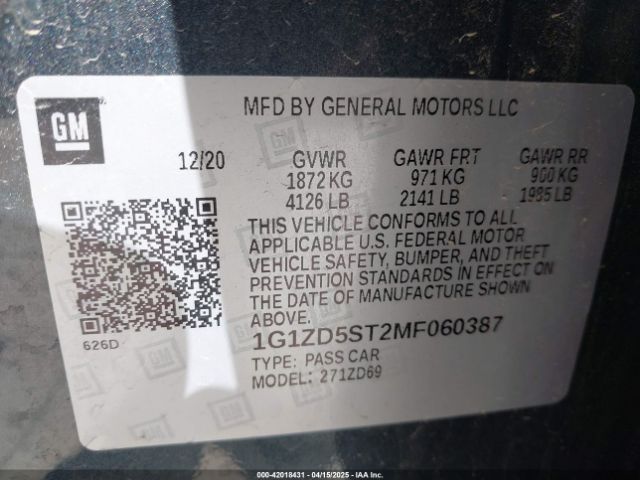 GM
MFD BY GENERAL MOTORS LLC
12/20 GVWR GAWR FRT GAWR RR
1872 KG 971 KG 900 KG
4126 LB 2141 LB 1985 LB
THIS VEHICLE CONFORMS TO ALL
APPLICABLE U.S. FEDERAL MOTOR
VEHICLE SAFETY, BUMPER, AND THEFT
PREVENTION STANDARDS IN EFFECT ON
THE DATE OF MANUFACTURE SHOWN
ABOVE.
626D
1G1ZD5ST2MF060387
TYPE: PASS CAR
MODEL: 271ZD69
000-42018431 - 04/15/2025 - IAA Inc.